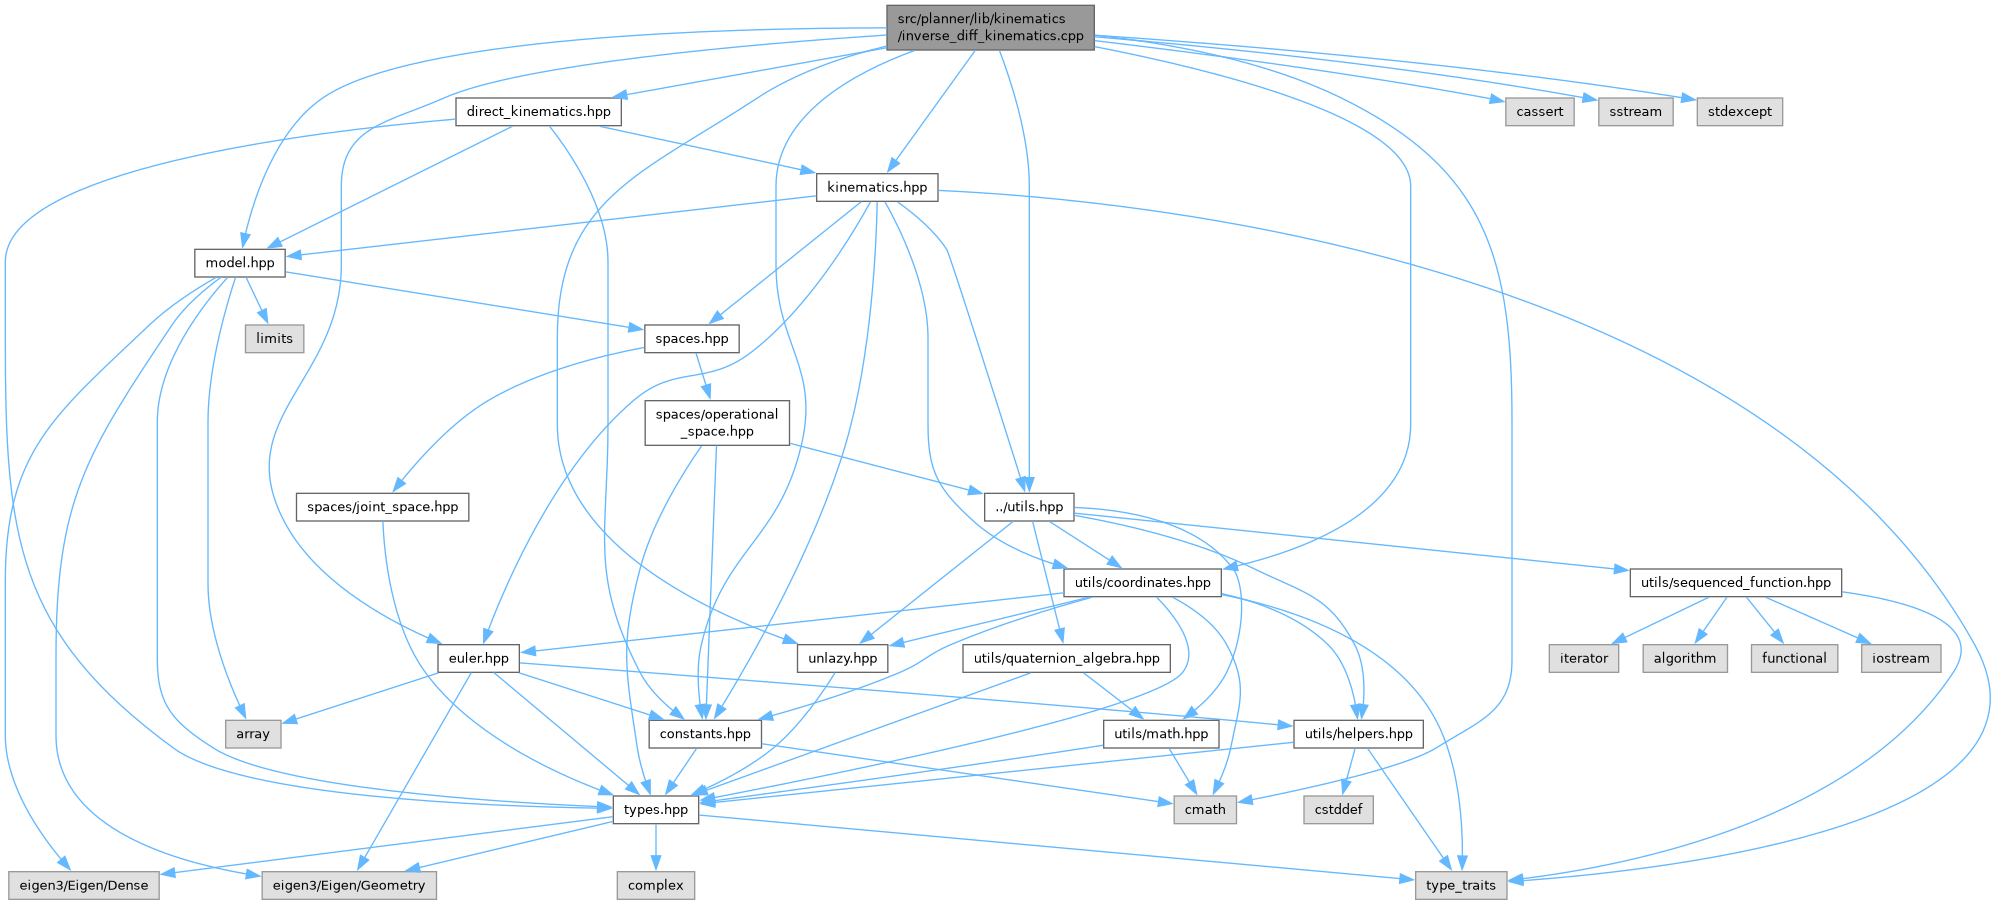 src/planner/lib/kinematics
/inverse_diff_kinematics.cpp
direct_kinematics.hpp
cassert
sstream
stdexcept
kinematics.hpp
model.hpp
limits
spaces.hpp
spaces/operational
_space.hpp
spaces/joint_space.hpp
../utils.hpp
utils/coordinates.hpp
utils/sequenced_function.hpp
euler.hpp
unlazy.hpp
utils/quaternion_algebra.hpp
iterator
algorithm
functional
iostream
array
constants.hpp
utils/math.hpp
utils/helpers.hpp
types.hpp
cmath
cstddef
eigen3/Eigen/Dense
eigen3/Eigen/Geometry
complex
type_traits